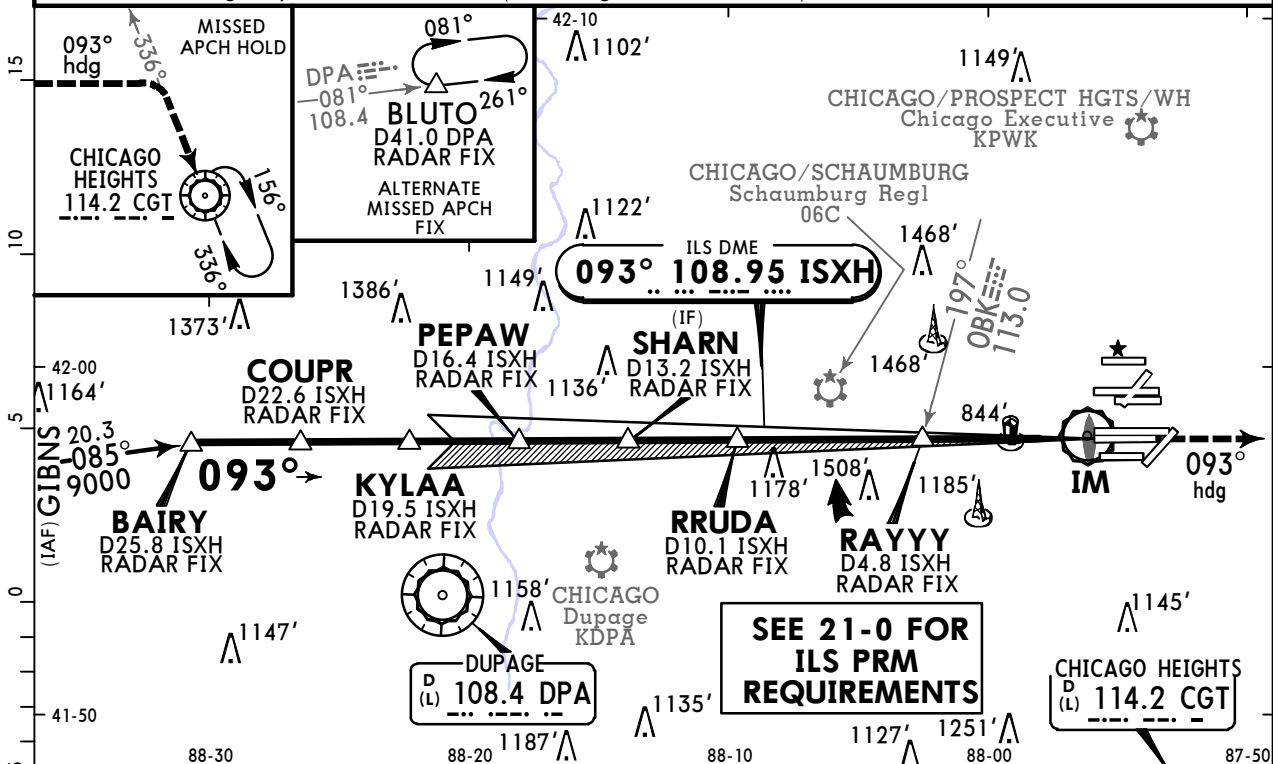 MISSED
APCH HOLD
093°
hdg
336°
CHICAGO
HEIGHTS
114.2 CGT
156°
336°
081°
DPA
081°
108.4
261°
BLUTO
D41.0 DPA
RADAR FIX
ALTERNATE
MISSED APCH
FIX
42-10
1102'
1149'
CHICAGO/PROSPECT HGTS/WH
Chicago Executive
KPWK
CHICAGO/SCHAUMBURG
Schaumburg Regl
06C
15
10
5
0
1122'
1468'
ILS DME
093° 108.95 ISXH
197°
OBK
113.0
1149'
1386'
1373'
PEPAW
D16.4 ISXH
RADAR FIX
(IF)
SHARN
D13.2 ISXH
RADAR FIX
1468'
42-00
COUPR
D22.6 ISXH
RADAR FIX
1136'
1164'
844'
(IAF) GIBNS
20.3
085°
9000
093°
093°
hdg
IM
KYLAA
D19.5 ISXH
RADAR FIX
1178'
1508'
1185'
BAIRY
D25.8 ISXH
RADAR FIX
RRUDA
D10.1 ISXH
RADAR FIX
RAYYY
D4.8 ISXH
RADAR FIX
1158'
CHICAGO
Dupage
KDPA
1147'
SEE 21-0 FOR
ILS PRM
REQUIREMENTS
1145'
DUPAGE
D
(L) 108.4 DPA
CHICAGO HEIGHTS
D
(L) 114.2 CGT
41-50
1135'
1187'
1127'
1251'
88-30
88-20
88-10
88-00
87-50